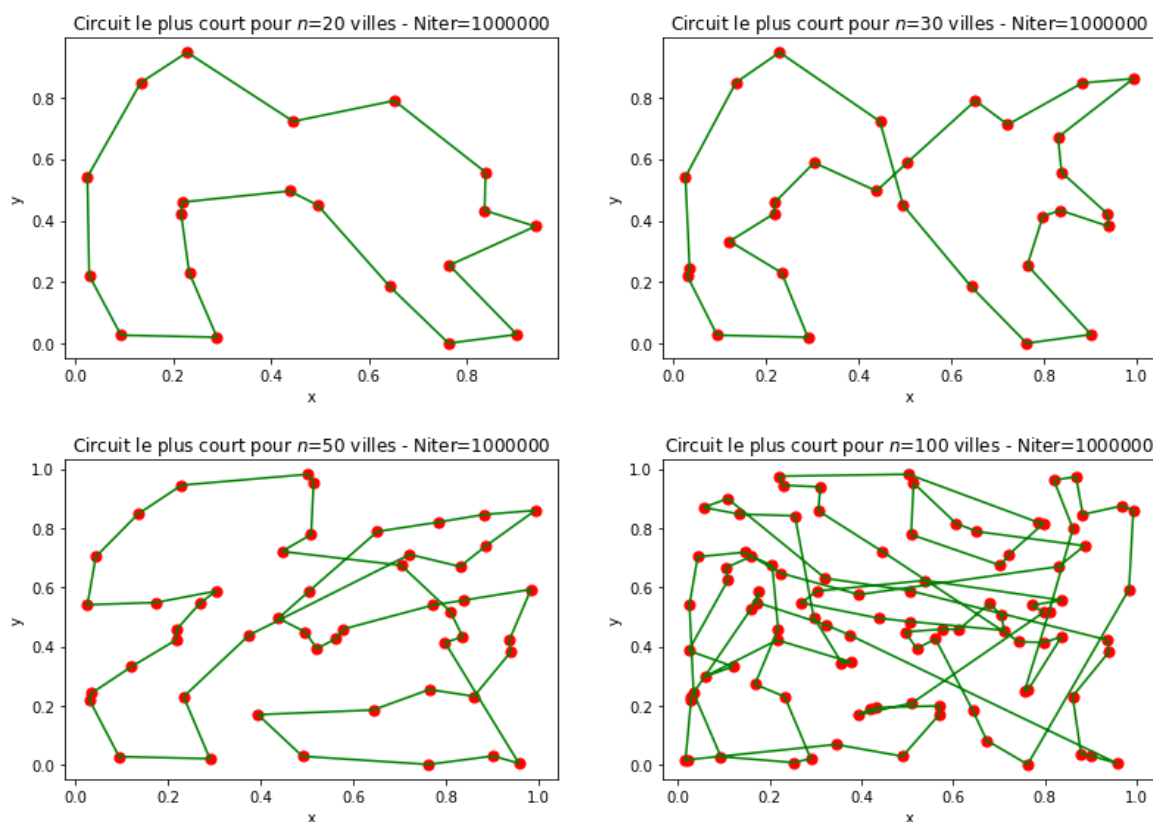 Circuit le plus court pour n=20 villes - Niter=1000000
y
0.8
0.6
0.4
0.2
0.0
0.0 0.2 0.4 0.6 0.8
x
Circuit le plus court pour n=30 villes - Niter=1000000
y
0.8
0.6
0.4
0.2
0.0
0.0 0.2 0.4 0.6 0.8 1.0
x
Circuit le plus court pour n=50 villes - Niter=1000000
y
1.0
0.8
0.6
0.4
0.2
0.0
0.0 0.2 0.4 0.6 0.8 1.0
x
Circuit le plus court pour n=100 villes - Niter=1000000
y
1.0
0.8
0.6
0.4
0.2
0.0
0.0 0.2 0.4 0.6 0.8 1.0
x